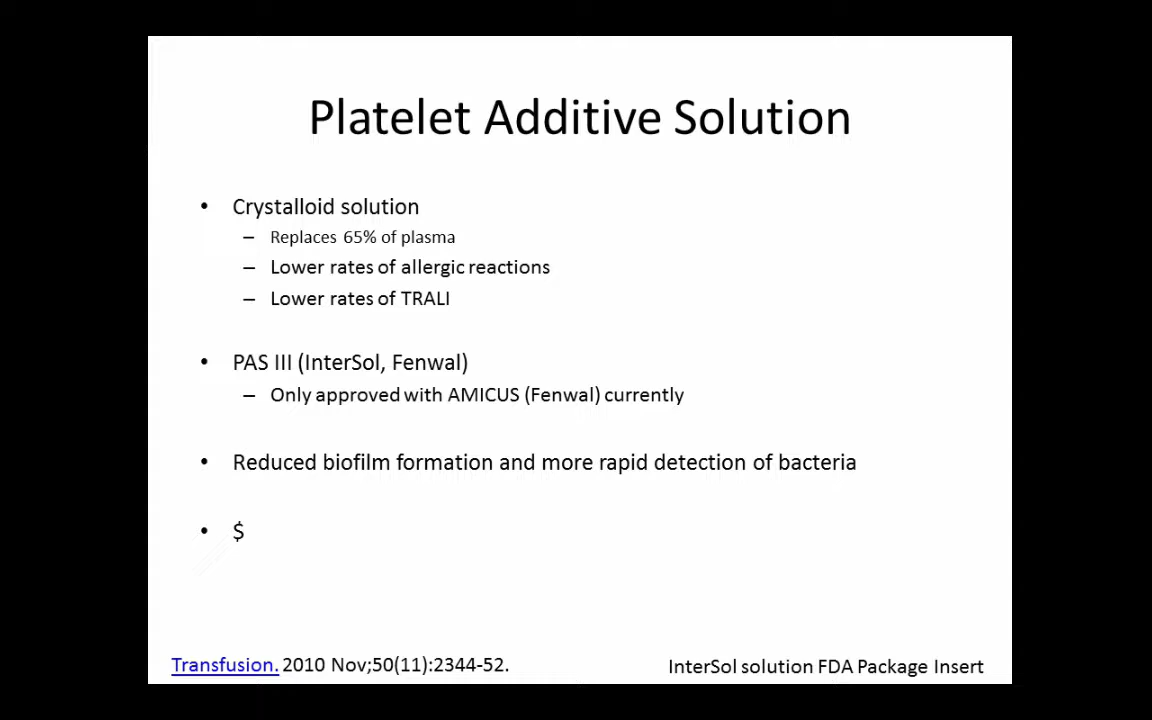 Platelet Additive Solution
• Crystalloid solution
– Replaces 65% of plasma
– Lower rates of allergic reactions
– Lower rates of TRALI
• PAS III (InterSol, Fenwal)
– Only approved with AMICUS (Fenwal) currently
• Reduced biofilm formation and more rapid detection of bacteria
• $
Transfusion. 2010 Nov;50(11):2344-52.
InterSol solution FDA Package Insert